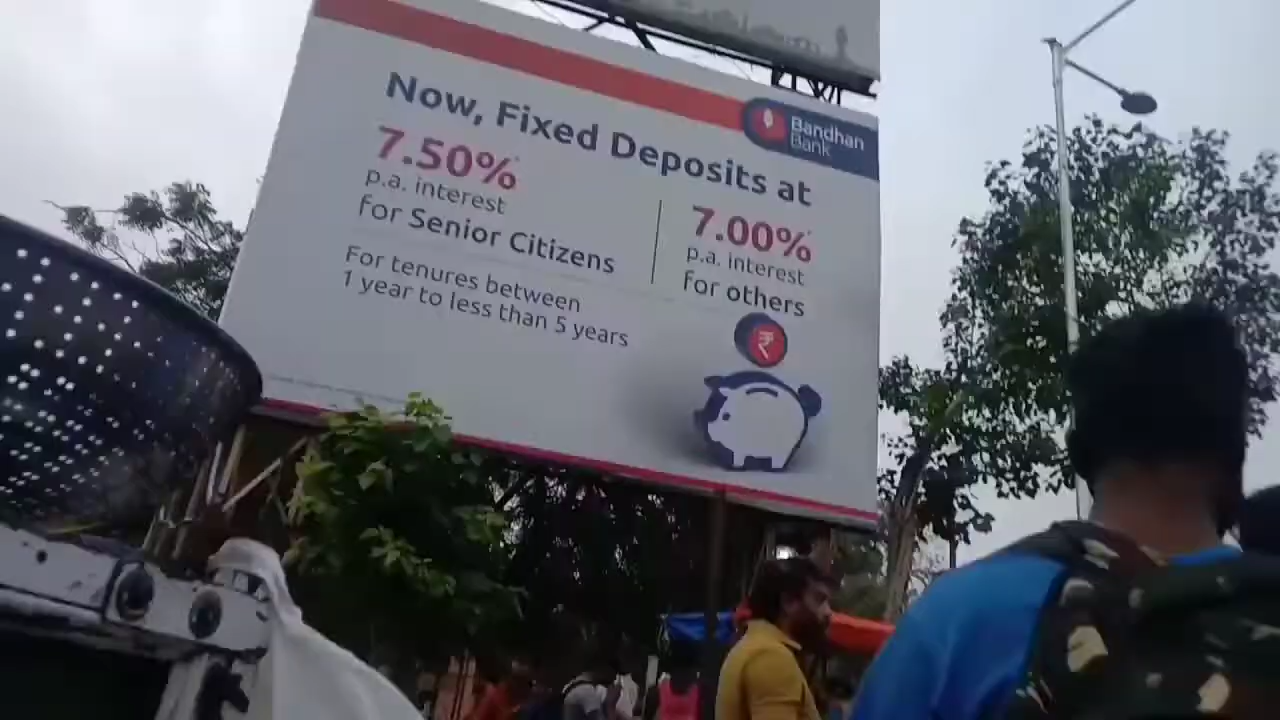 Bandhan
Bank
Now, Fixed Deposits at
7.50%*
p.a. interest
for Senior Citizens
7.00%*
p.a. interest
for others
For tenures between
1 year to less than 5 years
₹